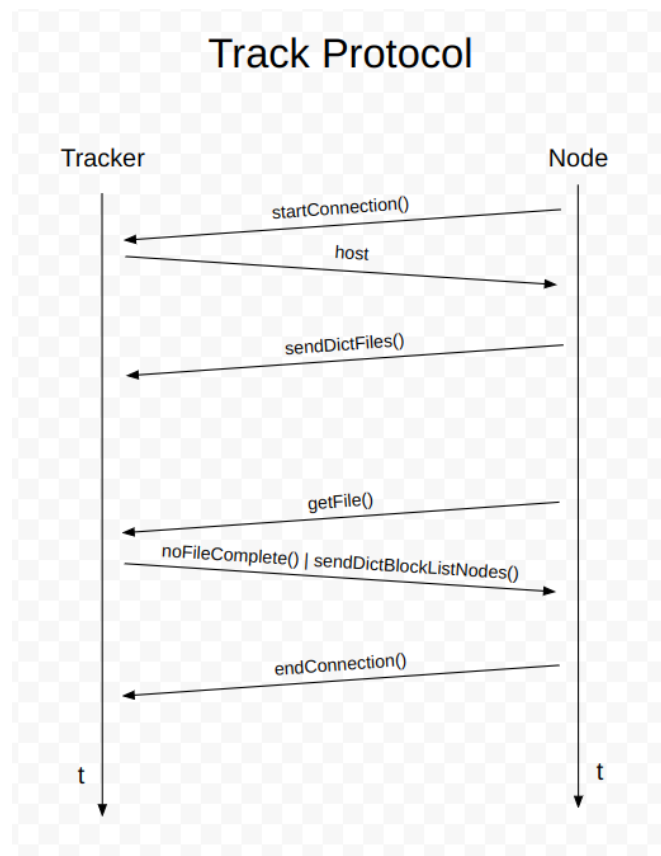 Track Protocol
Tracker
Node
startConnection()
host
sendDictFiles()
getFile()
noFileComplete() | sendDictBlockListNodes()
endConnection()
t
t